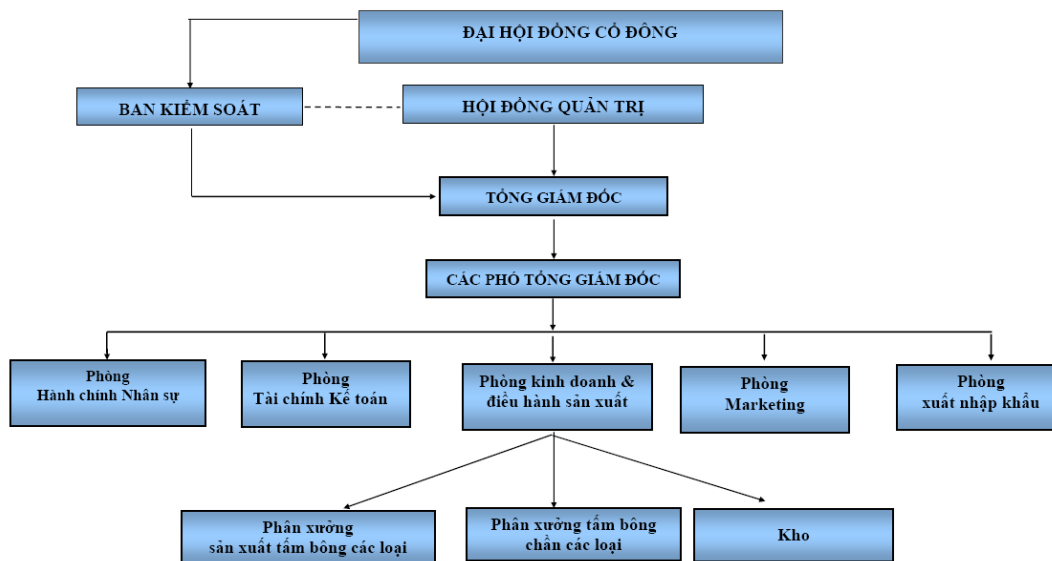 ĐẠI HỘI ĐỒNG CỔ ĐÔNG
BAN KIỂM SOÁT
HỘI ĐỒNG QUẢN TRỊ
TỔNG GIÁM ĐỐC
CÁC PHÓ TỔNG GIÁM ĐỐC
Phòng
Hành chính Nhân sự
Phòng
Tài chính Kế toán
Phòng kinh doanh &
điều hành sản xuất
Phòng
Marketing
Phòng
xuất nhập khẩu
Phân xưởng
sản xuất tấm bông các loại
Phân xưởng tấm bông
chần các loại
Kho